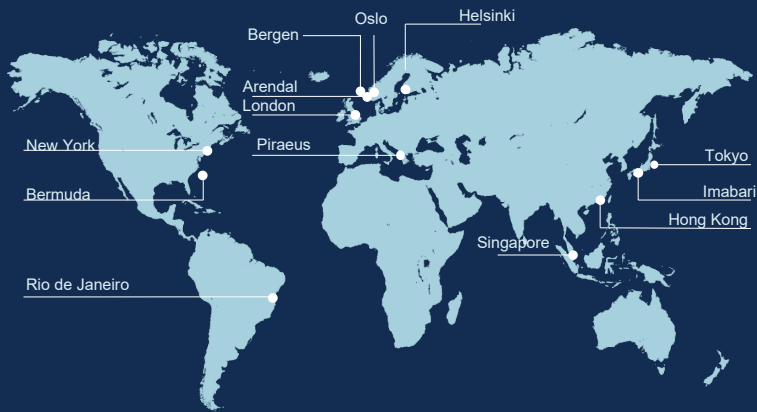 Oslo
Helsinki
Bergen
Arendal
London
New York
Piraeus
Tokyo
Bermuda
Imabari
Hong Kong
Singapore
Rio de Janeiro